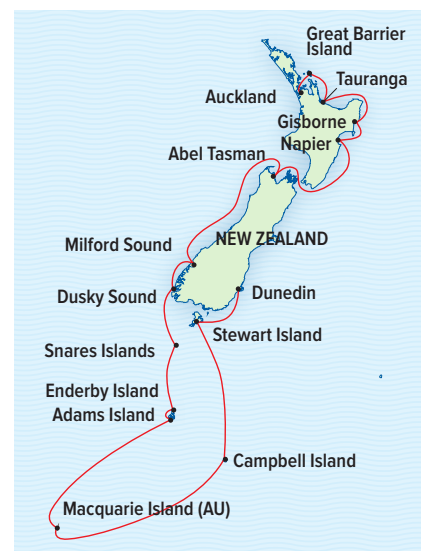 Great Barrier
Island
Tauranga
Auckland
Gisborne
Napier
Abel Tasman
NEW ZEALAND
Milford Sound
Dusky Sound
Dunedin
Stewart Island
Snares Islands
Enderby Island
Adams Island
Campbell Island
Macquarie Island (AU)